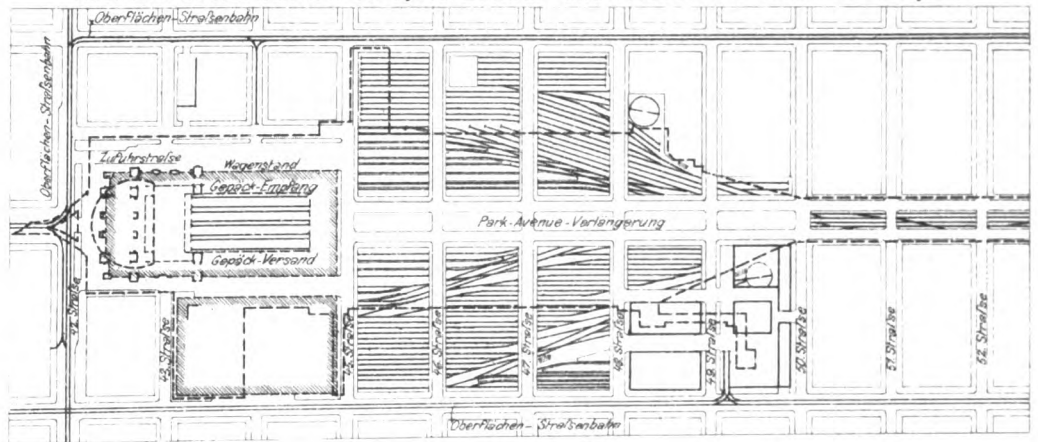 Oberflächen-Straßenbahn
Oberflächen-Straßenbahn
Zufuhrstraße
Wagenstand
Gepäck-Empfang
Park-Avenue-Verlängerung
Gepäck-Versand
42. Straße
43. Straße
45. Straße
46. Straße
47. Straße
48. Straße
49. Straße
50. Straße
51. Straße
52. Straße
Oberflächen-Straßenbahn